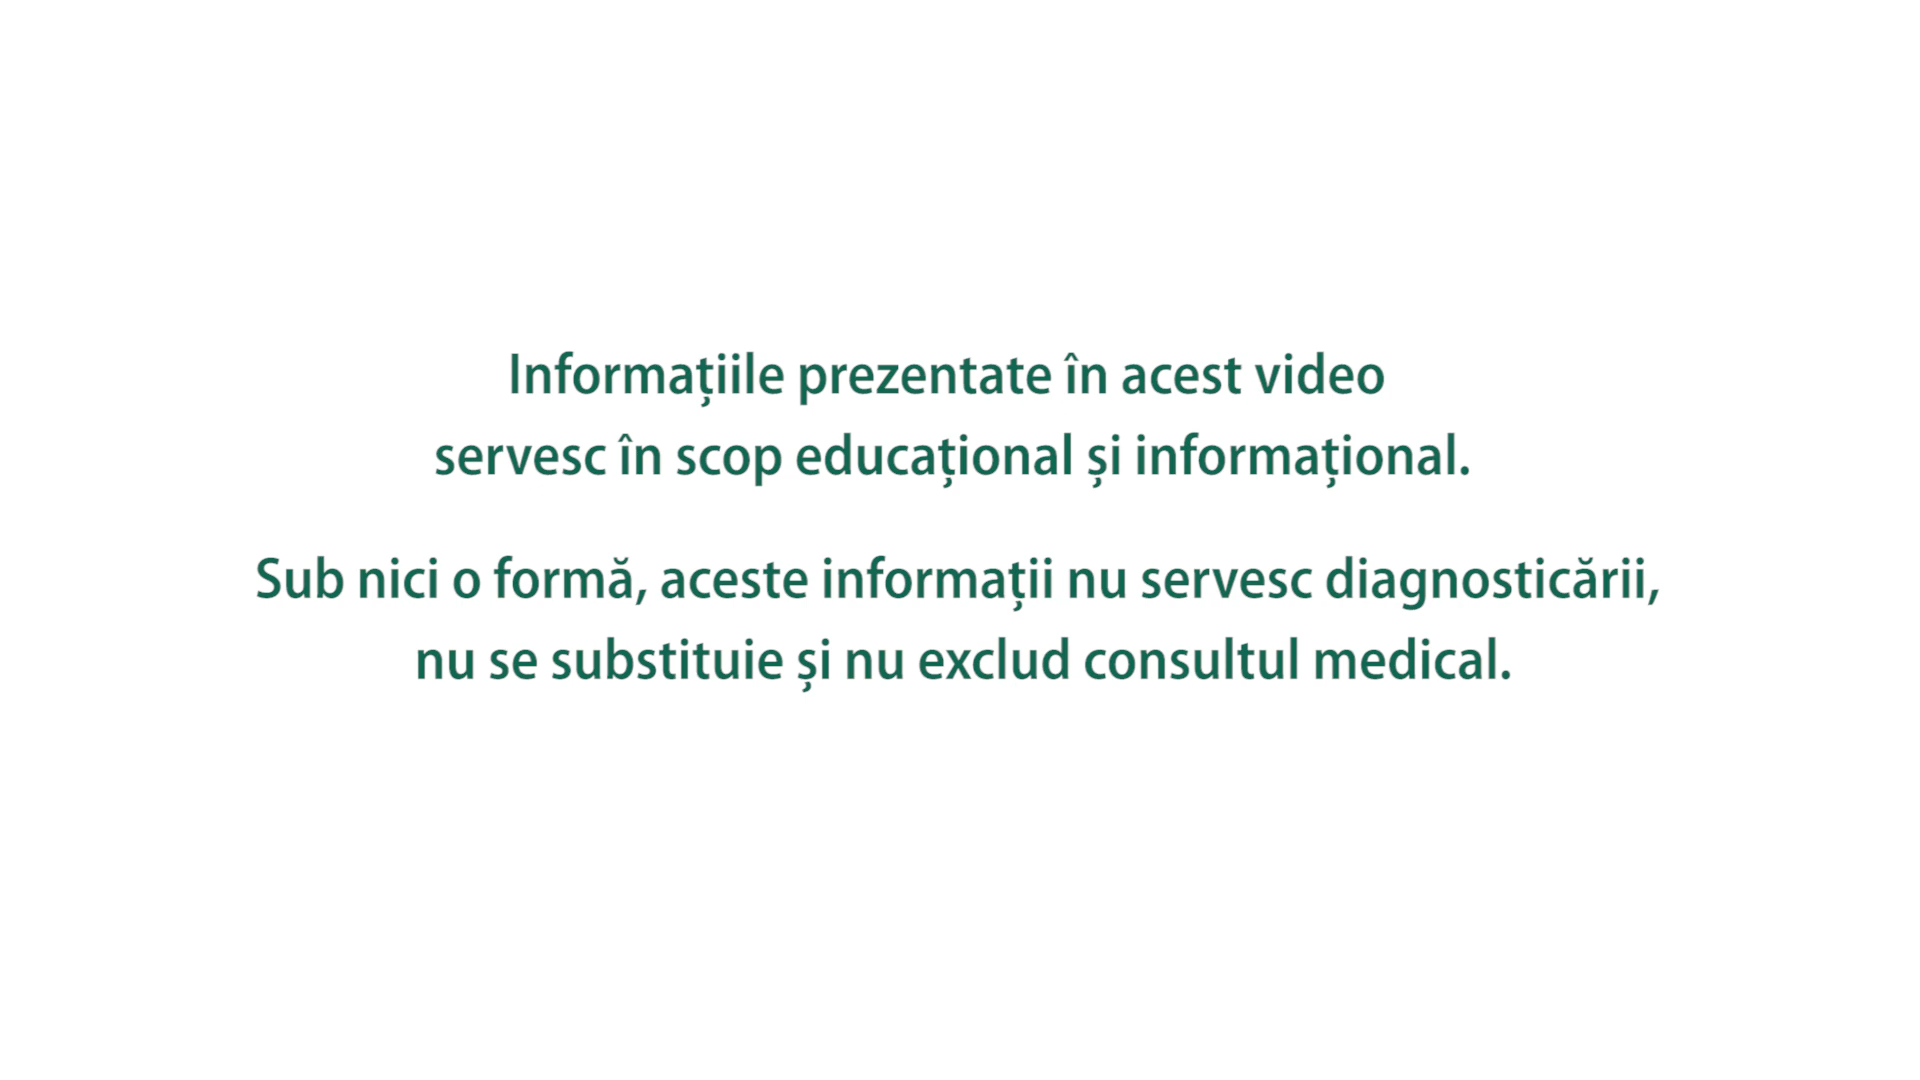 Informațiile prezentate în acest video
servesc în scop educațional și informațional.
Sub nici o formă, aceste informații nu servesc diagnosticării,
nu se substituie și nu exclud consultul medical.